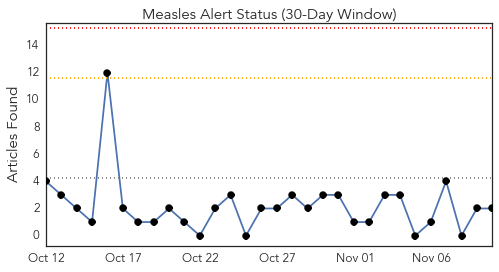 Measles Alert Status (30-Day Window)
Articles Found
14
12
10
8
6
4
2
0
Oct 12
Oct 17
Oct 22
Oct 27
Nov 01
Nov 06